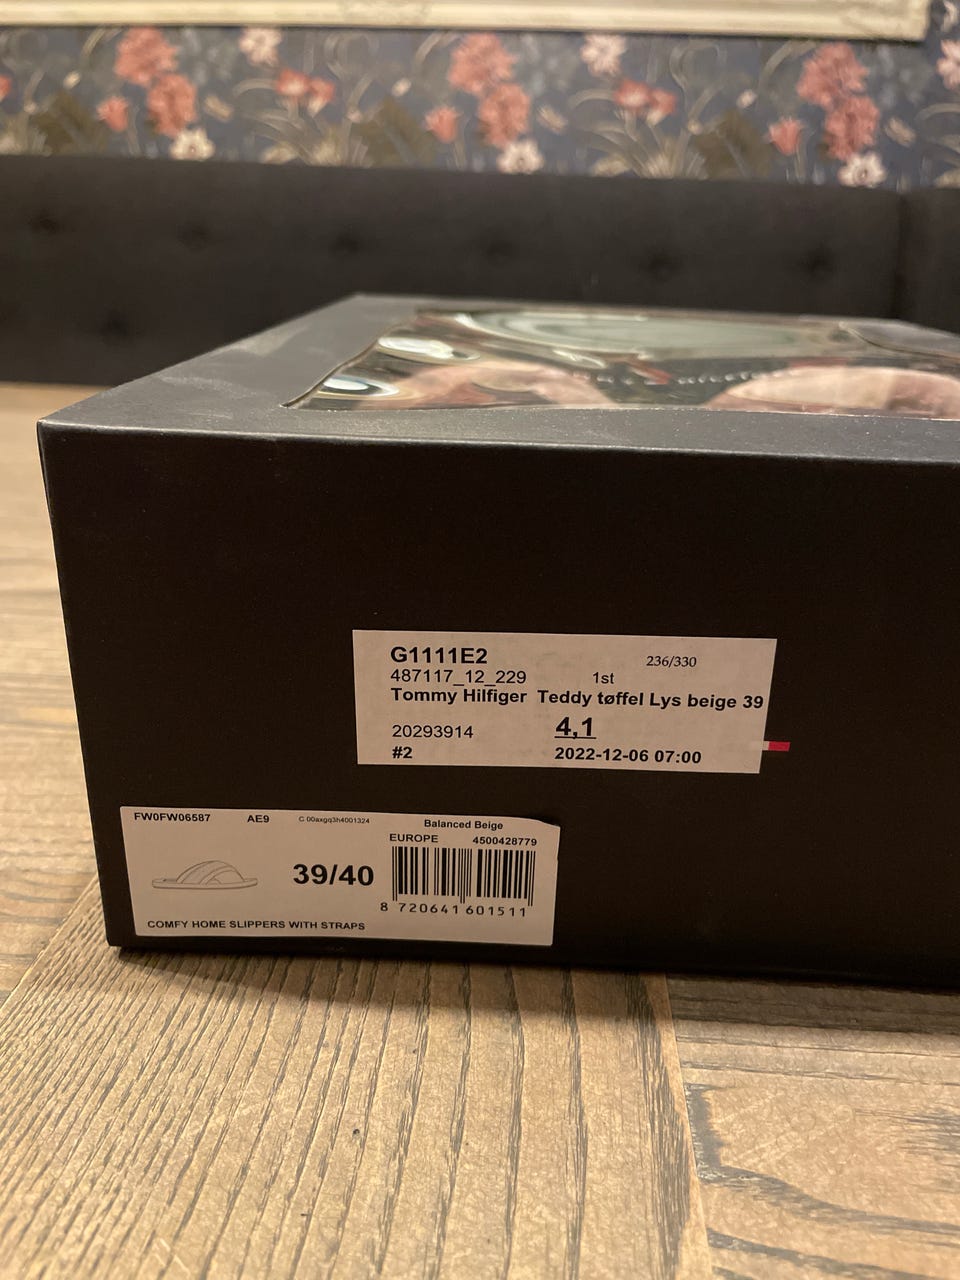 G1111E2 236/330
487117_12_229 1st
Tommy Hilfiger Teddy tøffel Lys beige 39
20293914 4,1
#2 2022-12-06 07:00
FW0FW06587 AE9 C 00axgq3h4001324 Balanced Beige
EUROPE 4500428779
39/40
8 720641 601511
COMFY HOME SLIPPERS WITH STRAPS